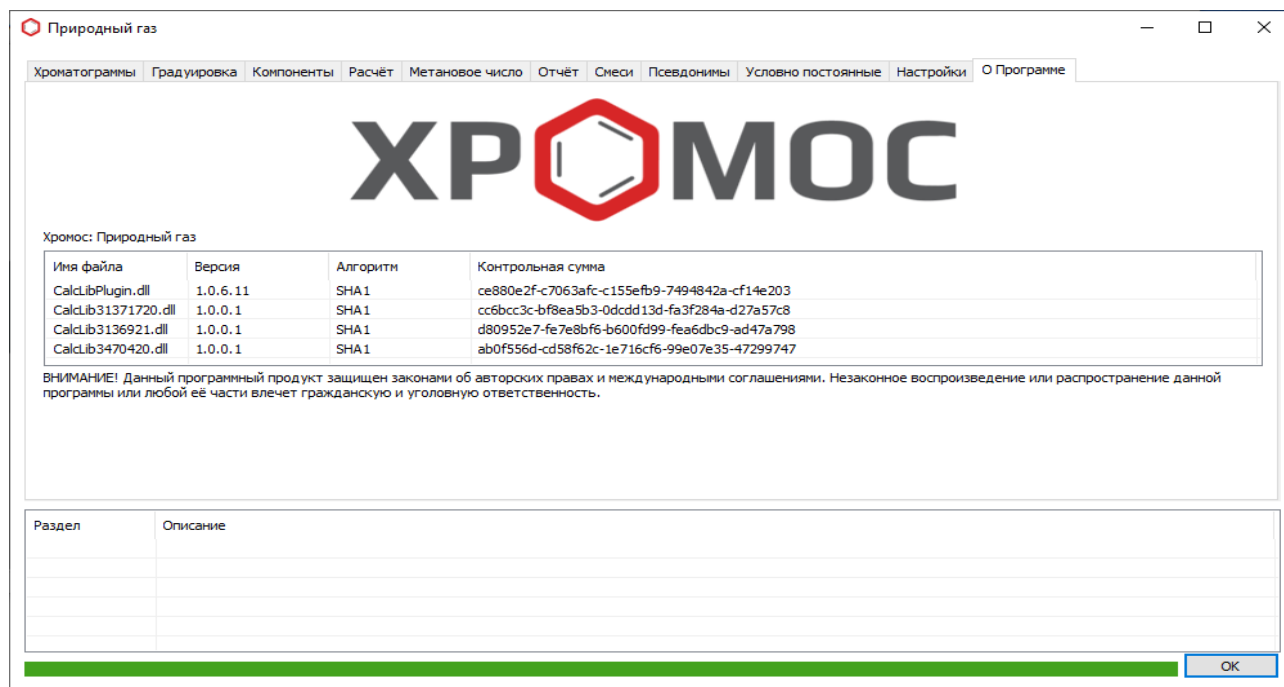 Природный газ
Хроматограммы Градуировка Компоненты Расчёт Метановое число Отчёт Смеси Псевдонимы Условно постоянные Настройки О Программе
ХРОМОС
Хромос: Природный газ
Имя файла Версия Алгоритм Контрольная сумма
CalcLibPlugin.dll 1.0.6.11 SHA1 ce880e2f-c7063afc-c155efb9-7494842a-cf14e203
CalcLib31371720.dll 1.0.0.1 SHA1 cc6bcc3c-bf8ea5b3-0dcdd13d-fa3f284a-d27a57c8
CalcLib3136921.dll 1.0.0.1 SHA1 d80952e7-fe7e8bf6-b600fd99-fea6dbc9-ad47a798
CalcLib3470420.dll 1.0.0.1 SHA1 ab0f556d-cd58f62c-1e716cf6-99e07e35-47299747
ВНИМАНИЕ! Данный программный продукт защищен законами об авторских правах и международными соглашениями. Незаконное воспроизведение или распространение данной
программы или любой её части влечет гражданскую и уголовную ответственность.
Раздел Описание
OK